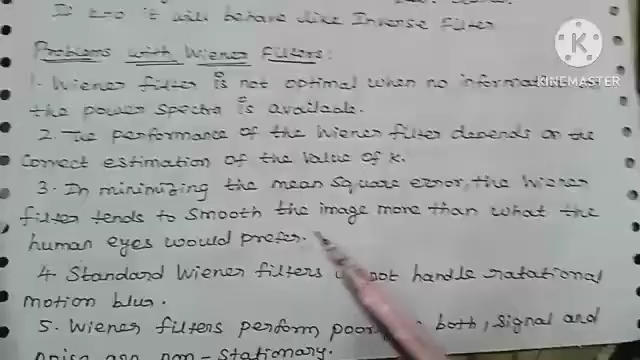 it will behave like Inverse Filter
Problems with Wiener Filters:
1. Wiener filter is not optimal when no
the power spectra is available.
2. The performance of the Wiener filter depends on the
correct estimation of the value of k.
3. In minimizing the mean square error, the Wiener
filter tends to smooth the image more than what the
human eyes would prefer.
4. Standard Wiener filters not handle ratational
motion blur.
5. Wiener filters perform both, signal and
noise are non-stationary.
K
KINEMASTER